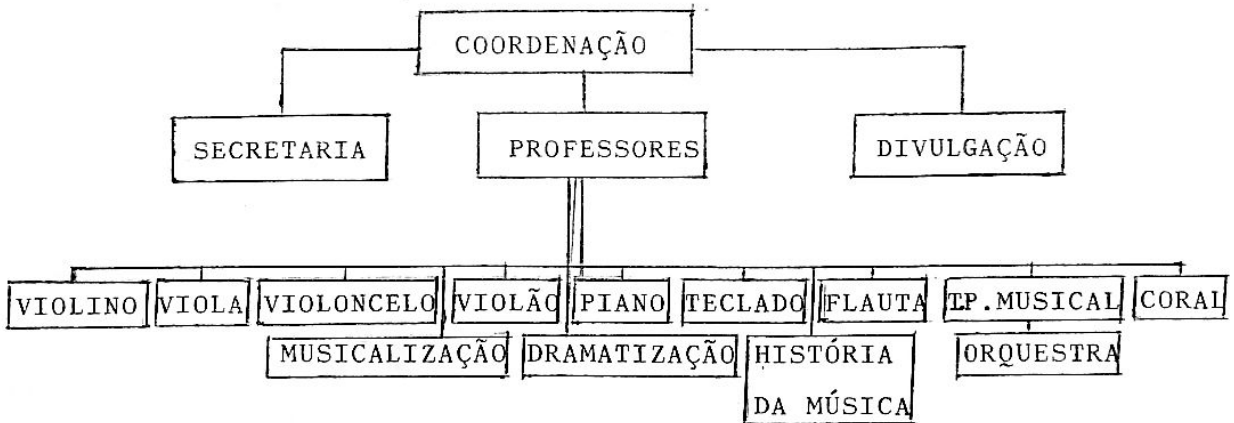 COORDENAÇÃO
SECRETARIA PROFESSORES DIVULGAÇÃO
VIOLINO VIOLA VIOLONCELO VIOLÃO PIANO TECLADO FLAUTA TP.MUSICAL CORAL
MUSICALIZAÇÃO DRAMATIZAÇÃO HISTÓRIA ORQUESTRA
DA MÚSICA